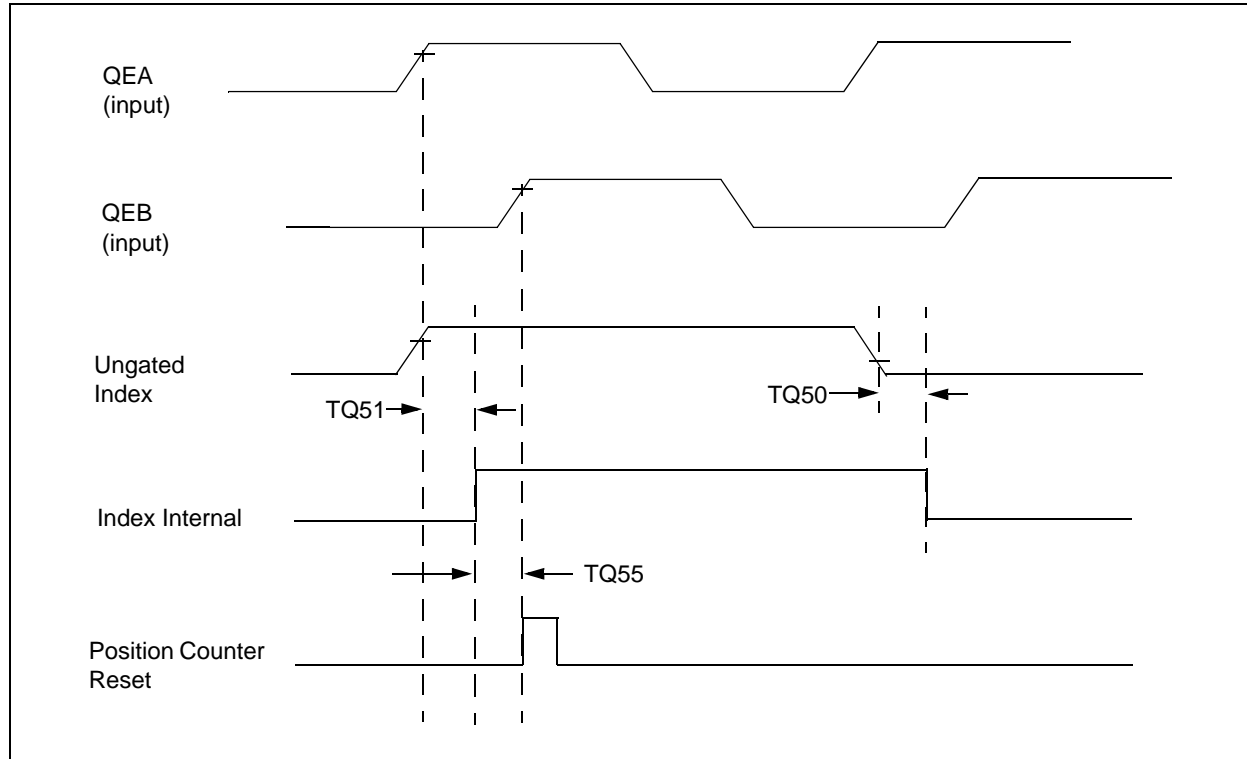 QEA
(input)
QEB
(input)
Ungated
Index
TQ51
TQ50
Index Internal
TQ55
Position Counter
Reset